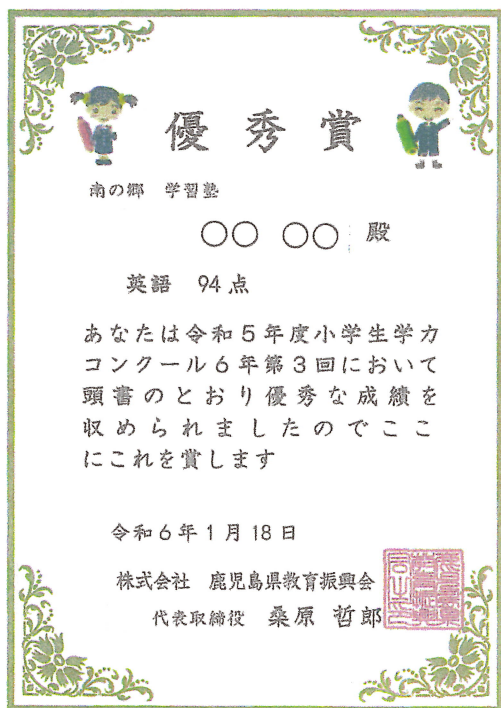 優秀賞
南の郷 学習塾
○○ ○○ 殿
英語 94点
あなたは令和5年度小学生学力
コンクール6年第3回において
頭書のとおり優秀な成績を
収められましたのでここ
にこれを賞します
令和6年1月18日
株式会社 鹿児島県教育振興会
代表取締役 桑原 哲郎